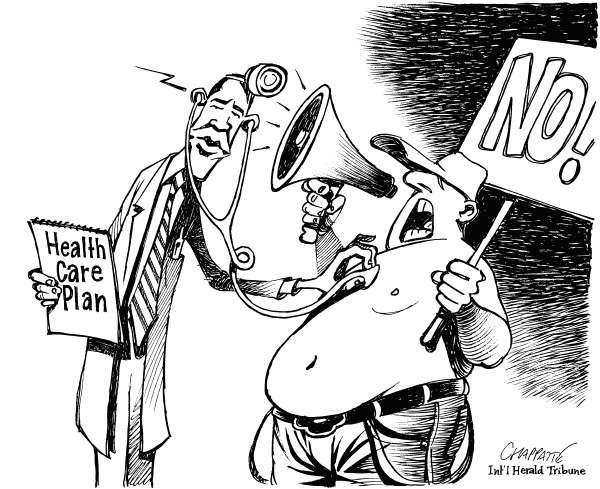 NO!
Health
Care
Plan
CHAPPATTE
Int'l Herald Tribune